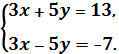 3x + 5y = 13,
3x – 5y = –7.